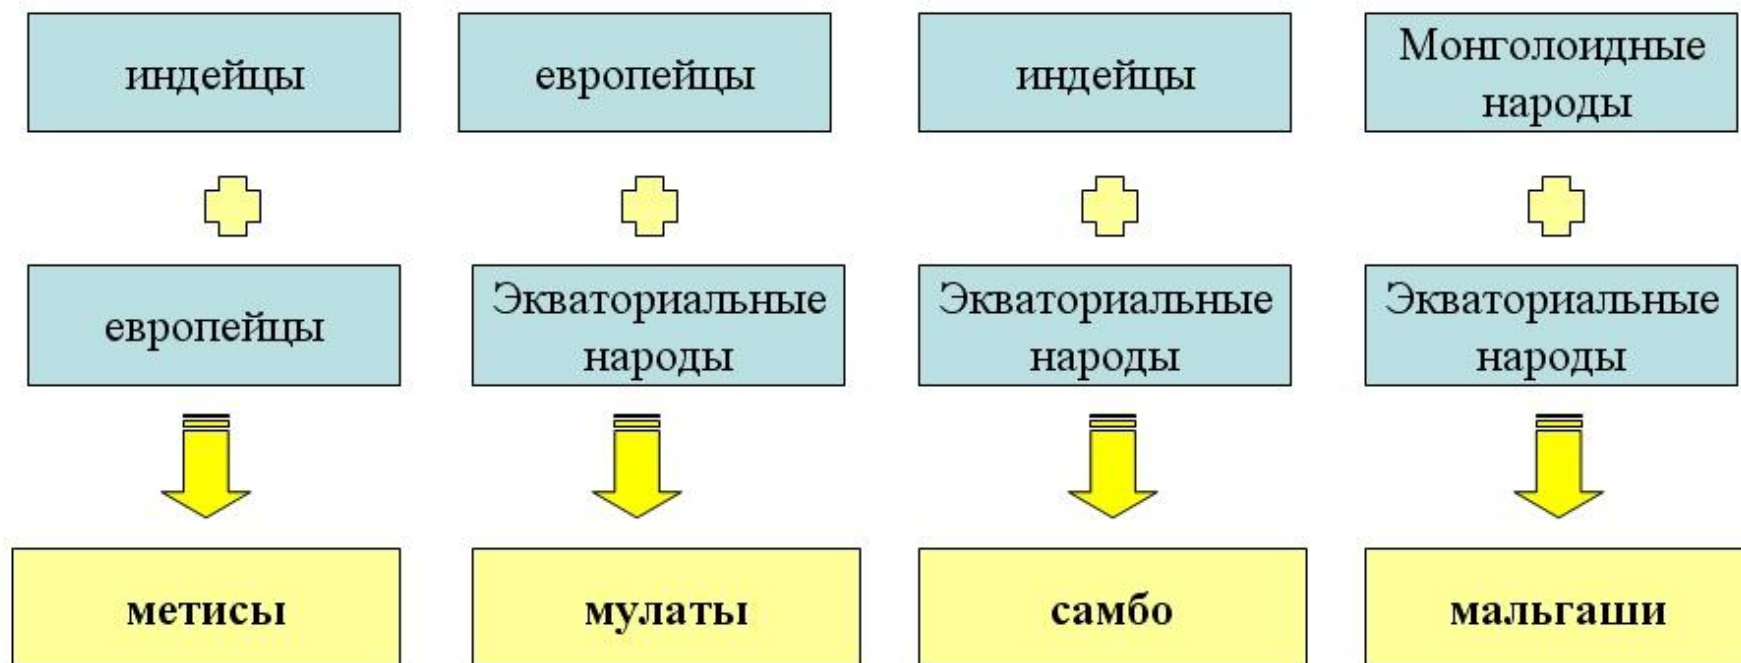 индейцы
европейцы
индейцы
Монголоидные
народы
европейцы
Экваториальные
народы
Экваториальные
народы
Экваториальные
народы
метисы
мулаты
самбо
мальгаши